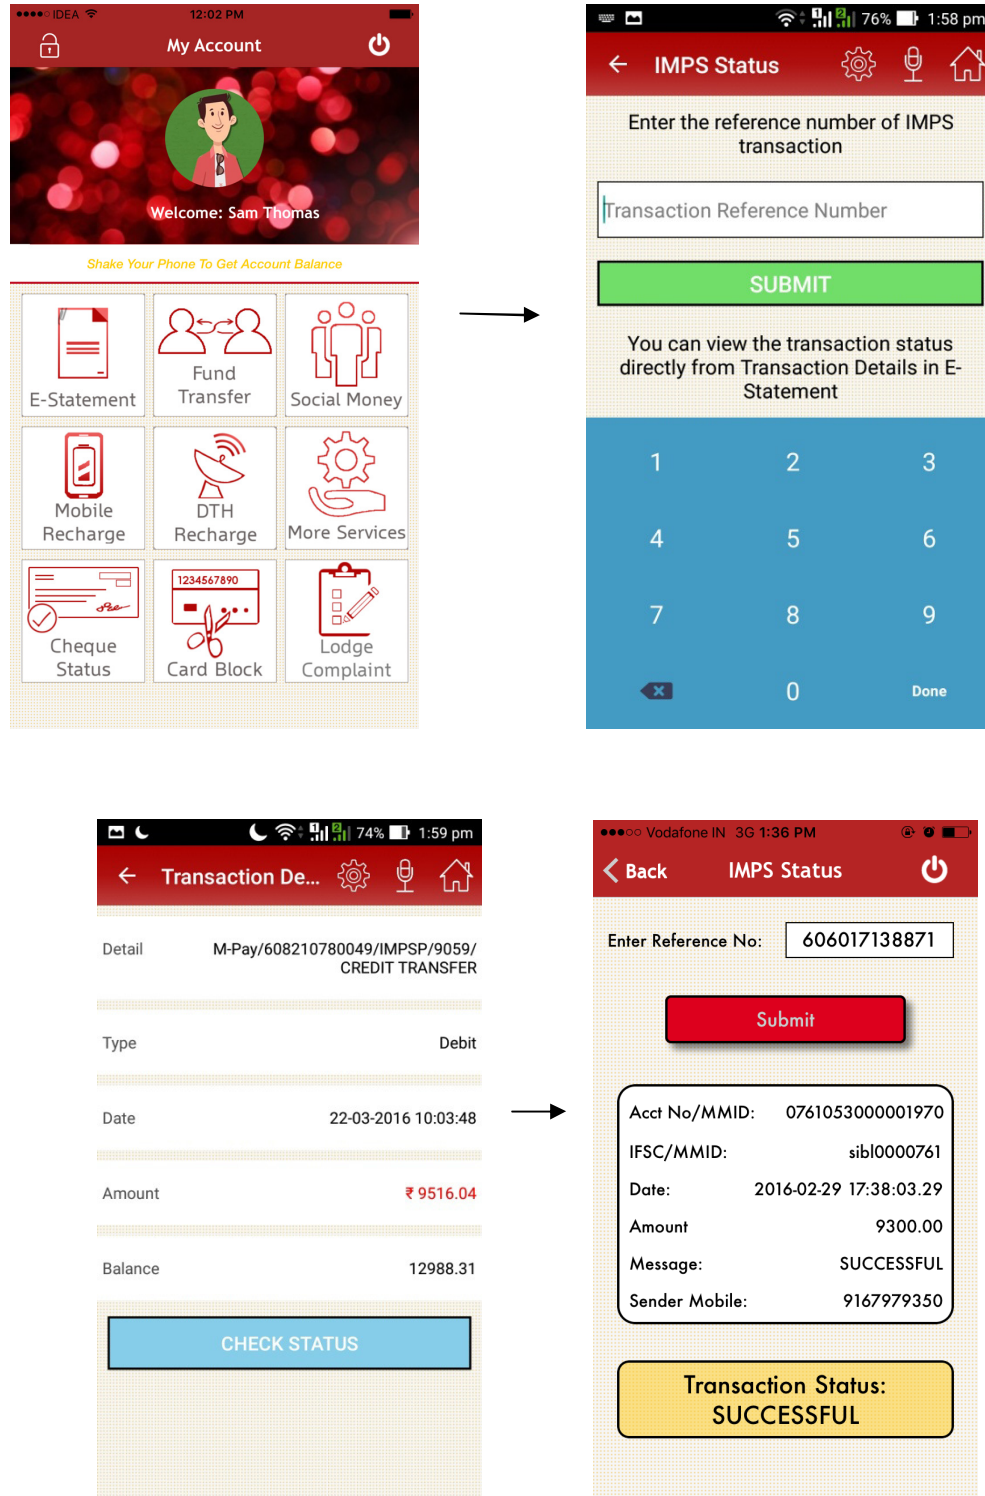 IDEA 12:02 PM
My Account
Welcome: Sam Thomas
Shake Your Phone To Get Account Balance
E-Statement
Fund
Transfer
Social Money
Mobile
Recharge
DTH
Recharge
More Services
Cheque
Status
1234567890
Card Block
Lodge
Complaint
1 2 76% 1:58 pm
IMPS Status
Enter the reference number of IMPS
transaction
Transaction Reference Number
SUBMIT
You can view the transaction status
directly from Transaction Details in E-
Statement
1 2 3
4 5 6
7 8 9
0 Done
1 2 74% 1:59 pm
Transaction De...
Detail M-Pay/608210780049/IMPSP/9059/
CREDIT TRANSFER
Type Debit
Date 22-03-2016 10:03:48
Amount ₹ 9516.04
Balance 12988.31
CHECK STATUS
Vodafone IN 3G 1:36 PM
Back IMPS Status
Enter Reference No: 606017138871
Submit
Acct No/MMID: 0761053000001970
IFSC/MMID: sibl0000761
Date: 2016-02-29 17:38:03.29
Amount 9300.00
Message: SUCCESSFUL
Sender Mobile: 9167979350
Transaction Status:
SUCCESSFUL